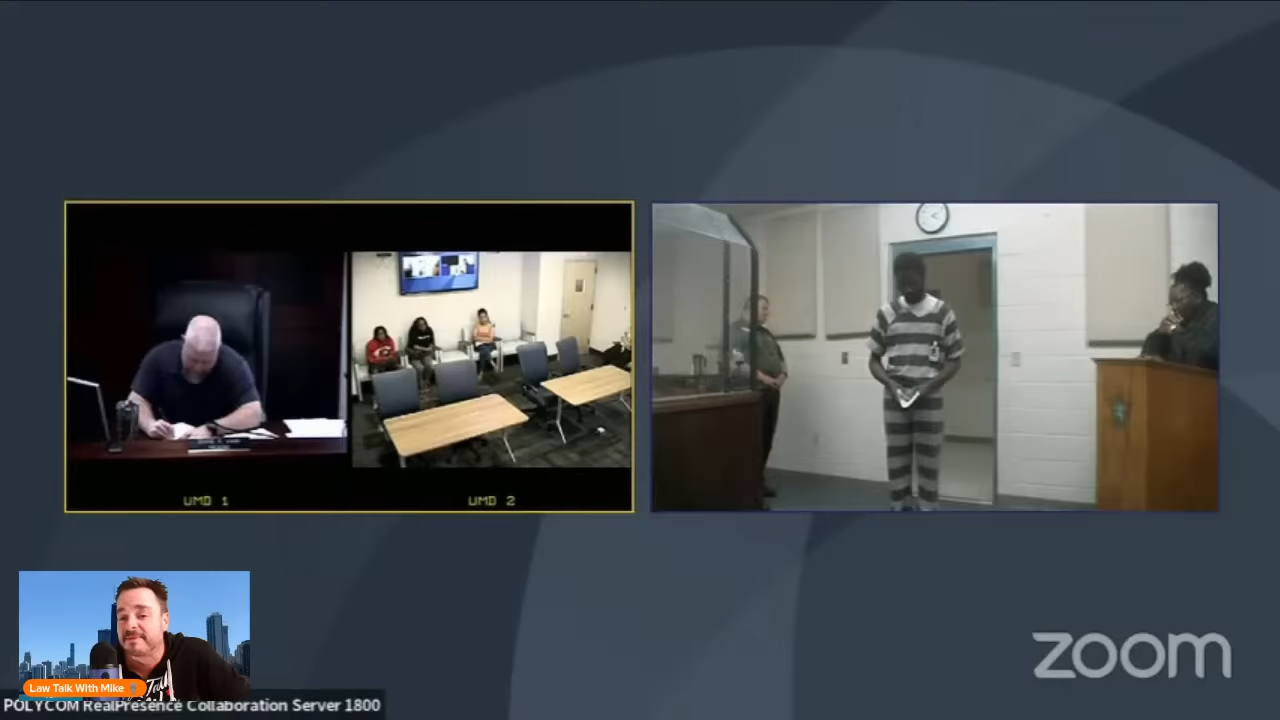 UMD 1
UMD 2
zoom
Law Talk With Mike
POLYCOM RealPresence Collaboration Server 1800